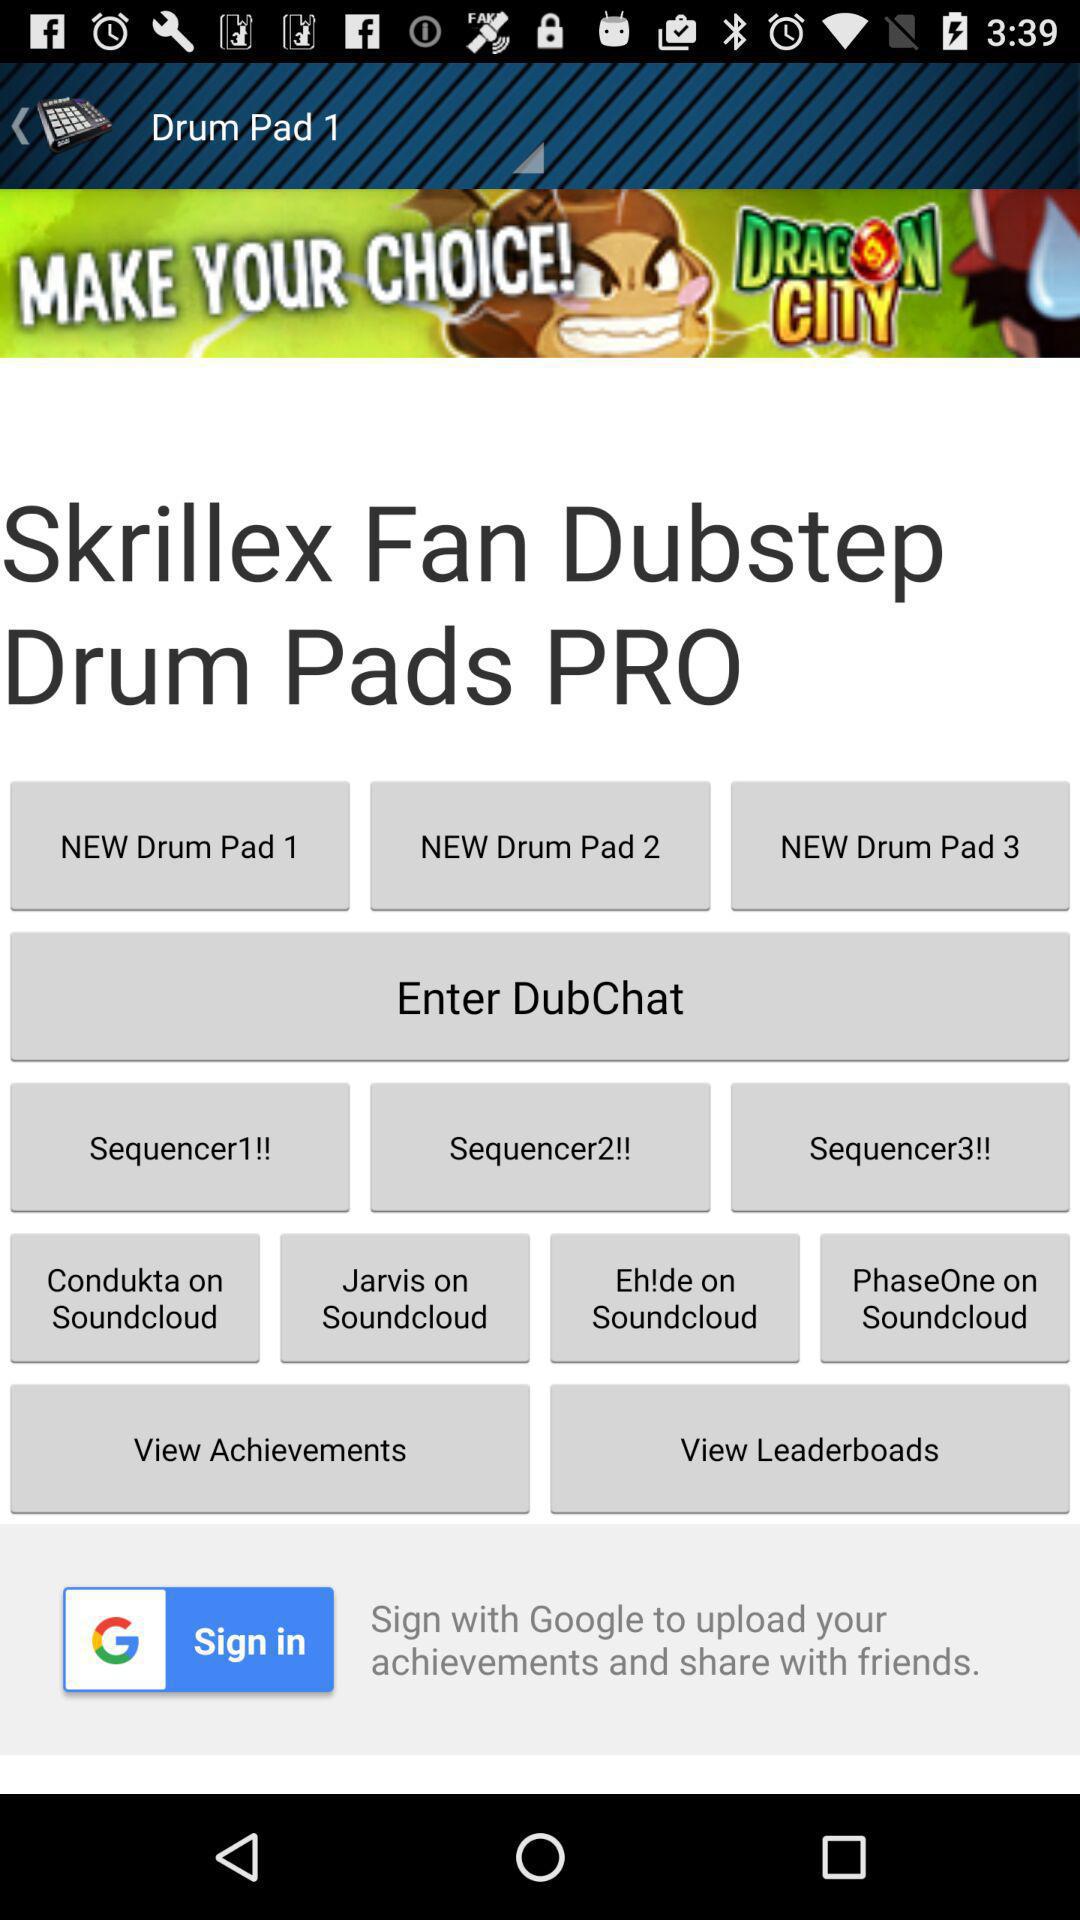 FAKE
3:39
Drum Pad 1
MAKE YOUR CHOICE!
DRAGON
CITY
Skrillex Fan Dubstep
Drum Pads PRO
NEW Drum Pad 1
NEW Drum Pad 2
NEW Drum Pad 3
Enter DubChat
Sequencer1!!
Sequencer2!!
Sequencer3!!
Condukta on
Soundcloud
Jarvis on
Soundcloud
Eh!de on
Soundcloud
PhaseOne on
Soundcloud
View Achievements
View Leaderboads
Sign in
Sign with Google to upload your
achievements and share with friends.